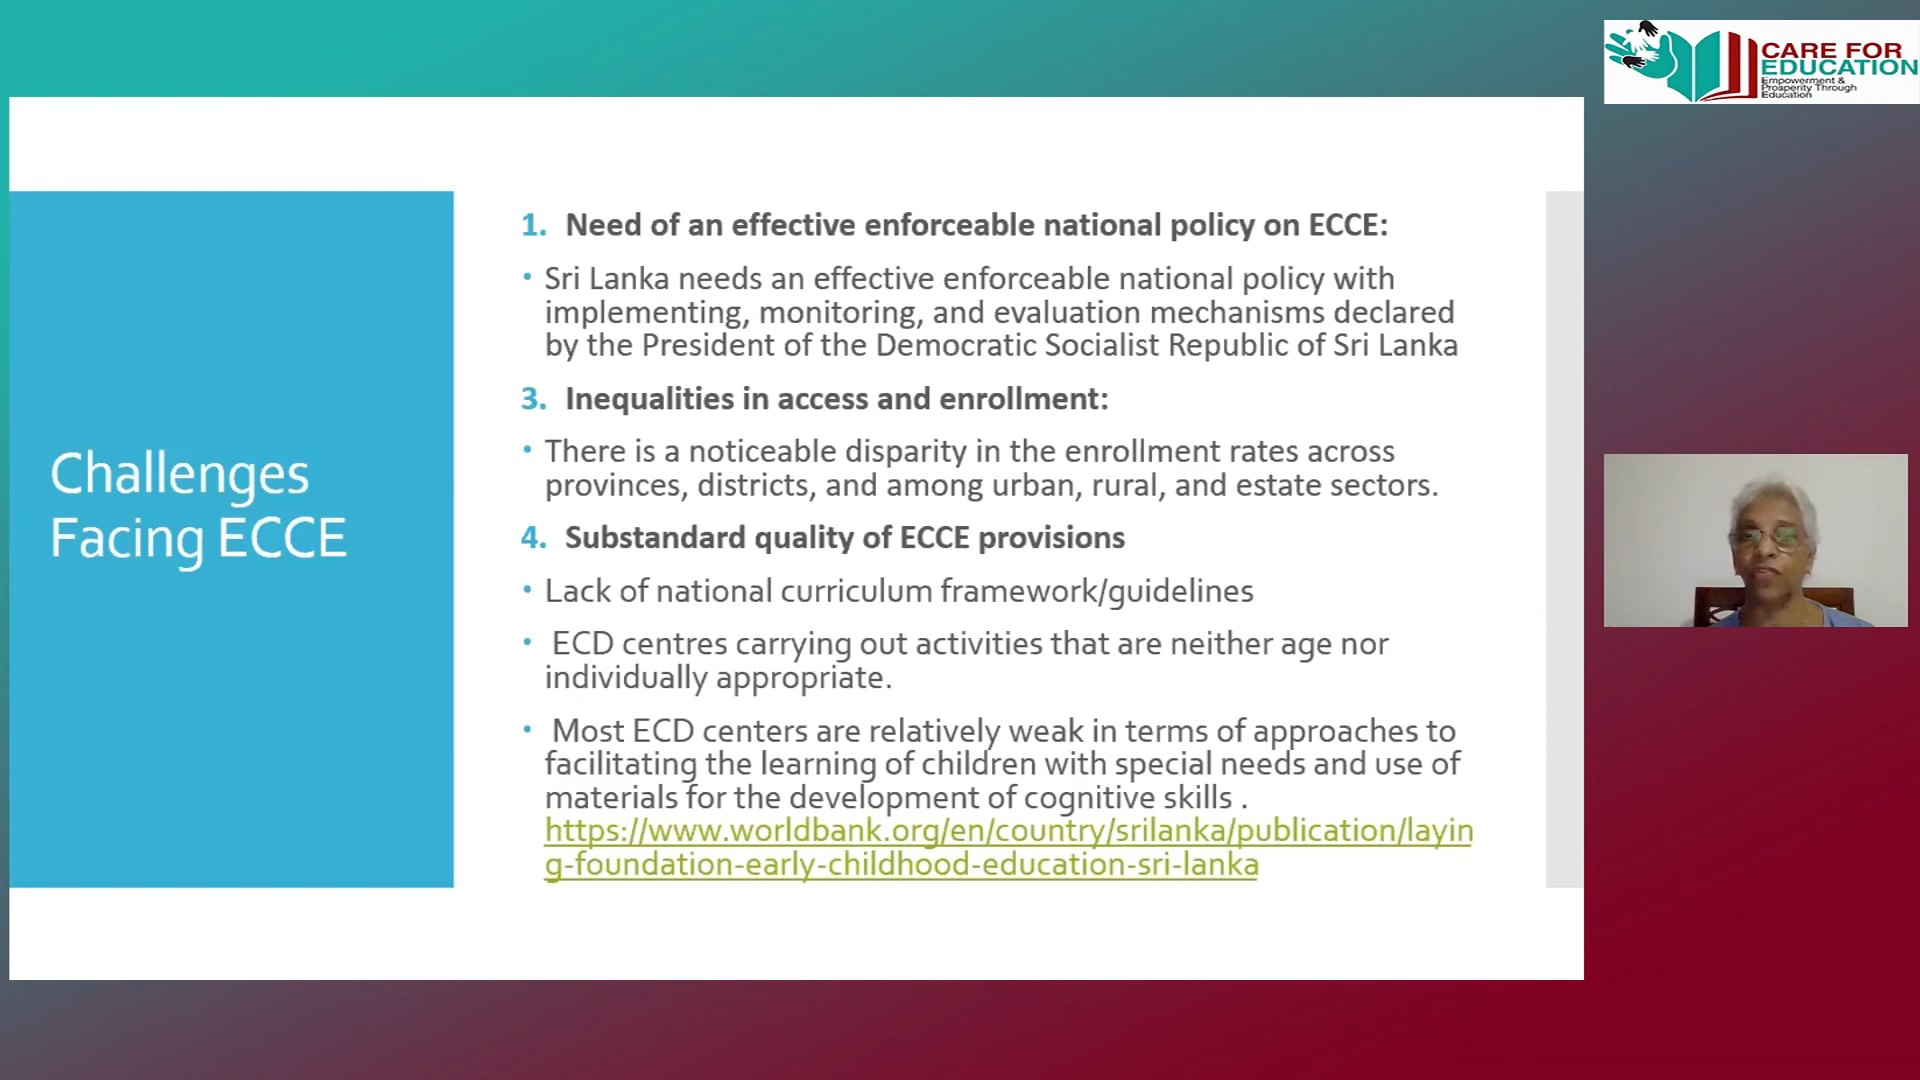 CARE FOR
EDUCATION
Empowerment &
Prosperity Through
Education
Challenges
Facing ECCE
1. Need of an effective enforceable national policy on ECCE:
• Sri Lanka needs an effective enforceable national policy with
implementing, monitoring, and evaluation mechanisms declared
by the President of the Democratic Socialist Republic of Sri Lanka
3. Inequalities in access and enrollment:
• There is a noticeable disparity in the enrollment rates across
provinces, districts, and among urban, rural, and estate sectors.
4. Substandard quality of ECCE provisions
• Lack of national curriculum framework/guidelines
• ECD centres carrying out activities that are neither age nor
individually appropriate.
• Most ECD centers are relatively weak in terms of approaches to
facilitating the learning of children with special needs and use of
materials for the development of cognitive skills .
https://www.worldbank.org/en/country/srilanka/publication/layin
g-foundation-early-childhood-education-sri-lanka